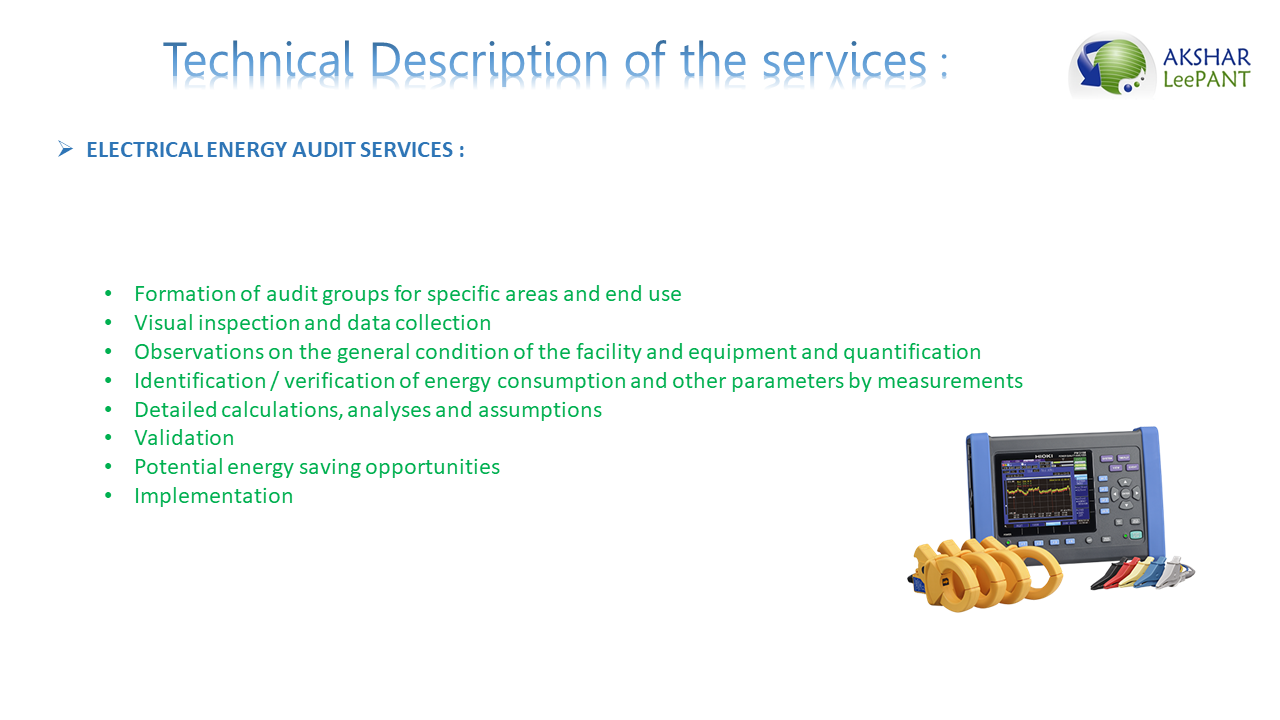 Technical Description of the services :
AKSHAR
LeePANT
➢ ELECTRICAL ENERGY AUDIT SERVICES :
• Formation of audit groups for specific areas and end use
• Visual inspection and data collection
• Observations on the general condition of the facility and equipment and quantification
• Identification / verification of energy consumption and other parameters by measurements
• Detailed calculations, analyses and assumptions
• Validation
• Potential energy saving opportunities
• Implementation
HIOKI